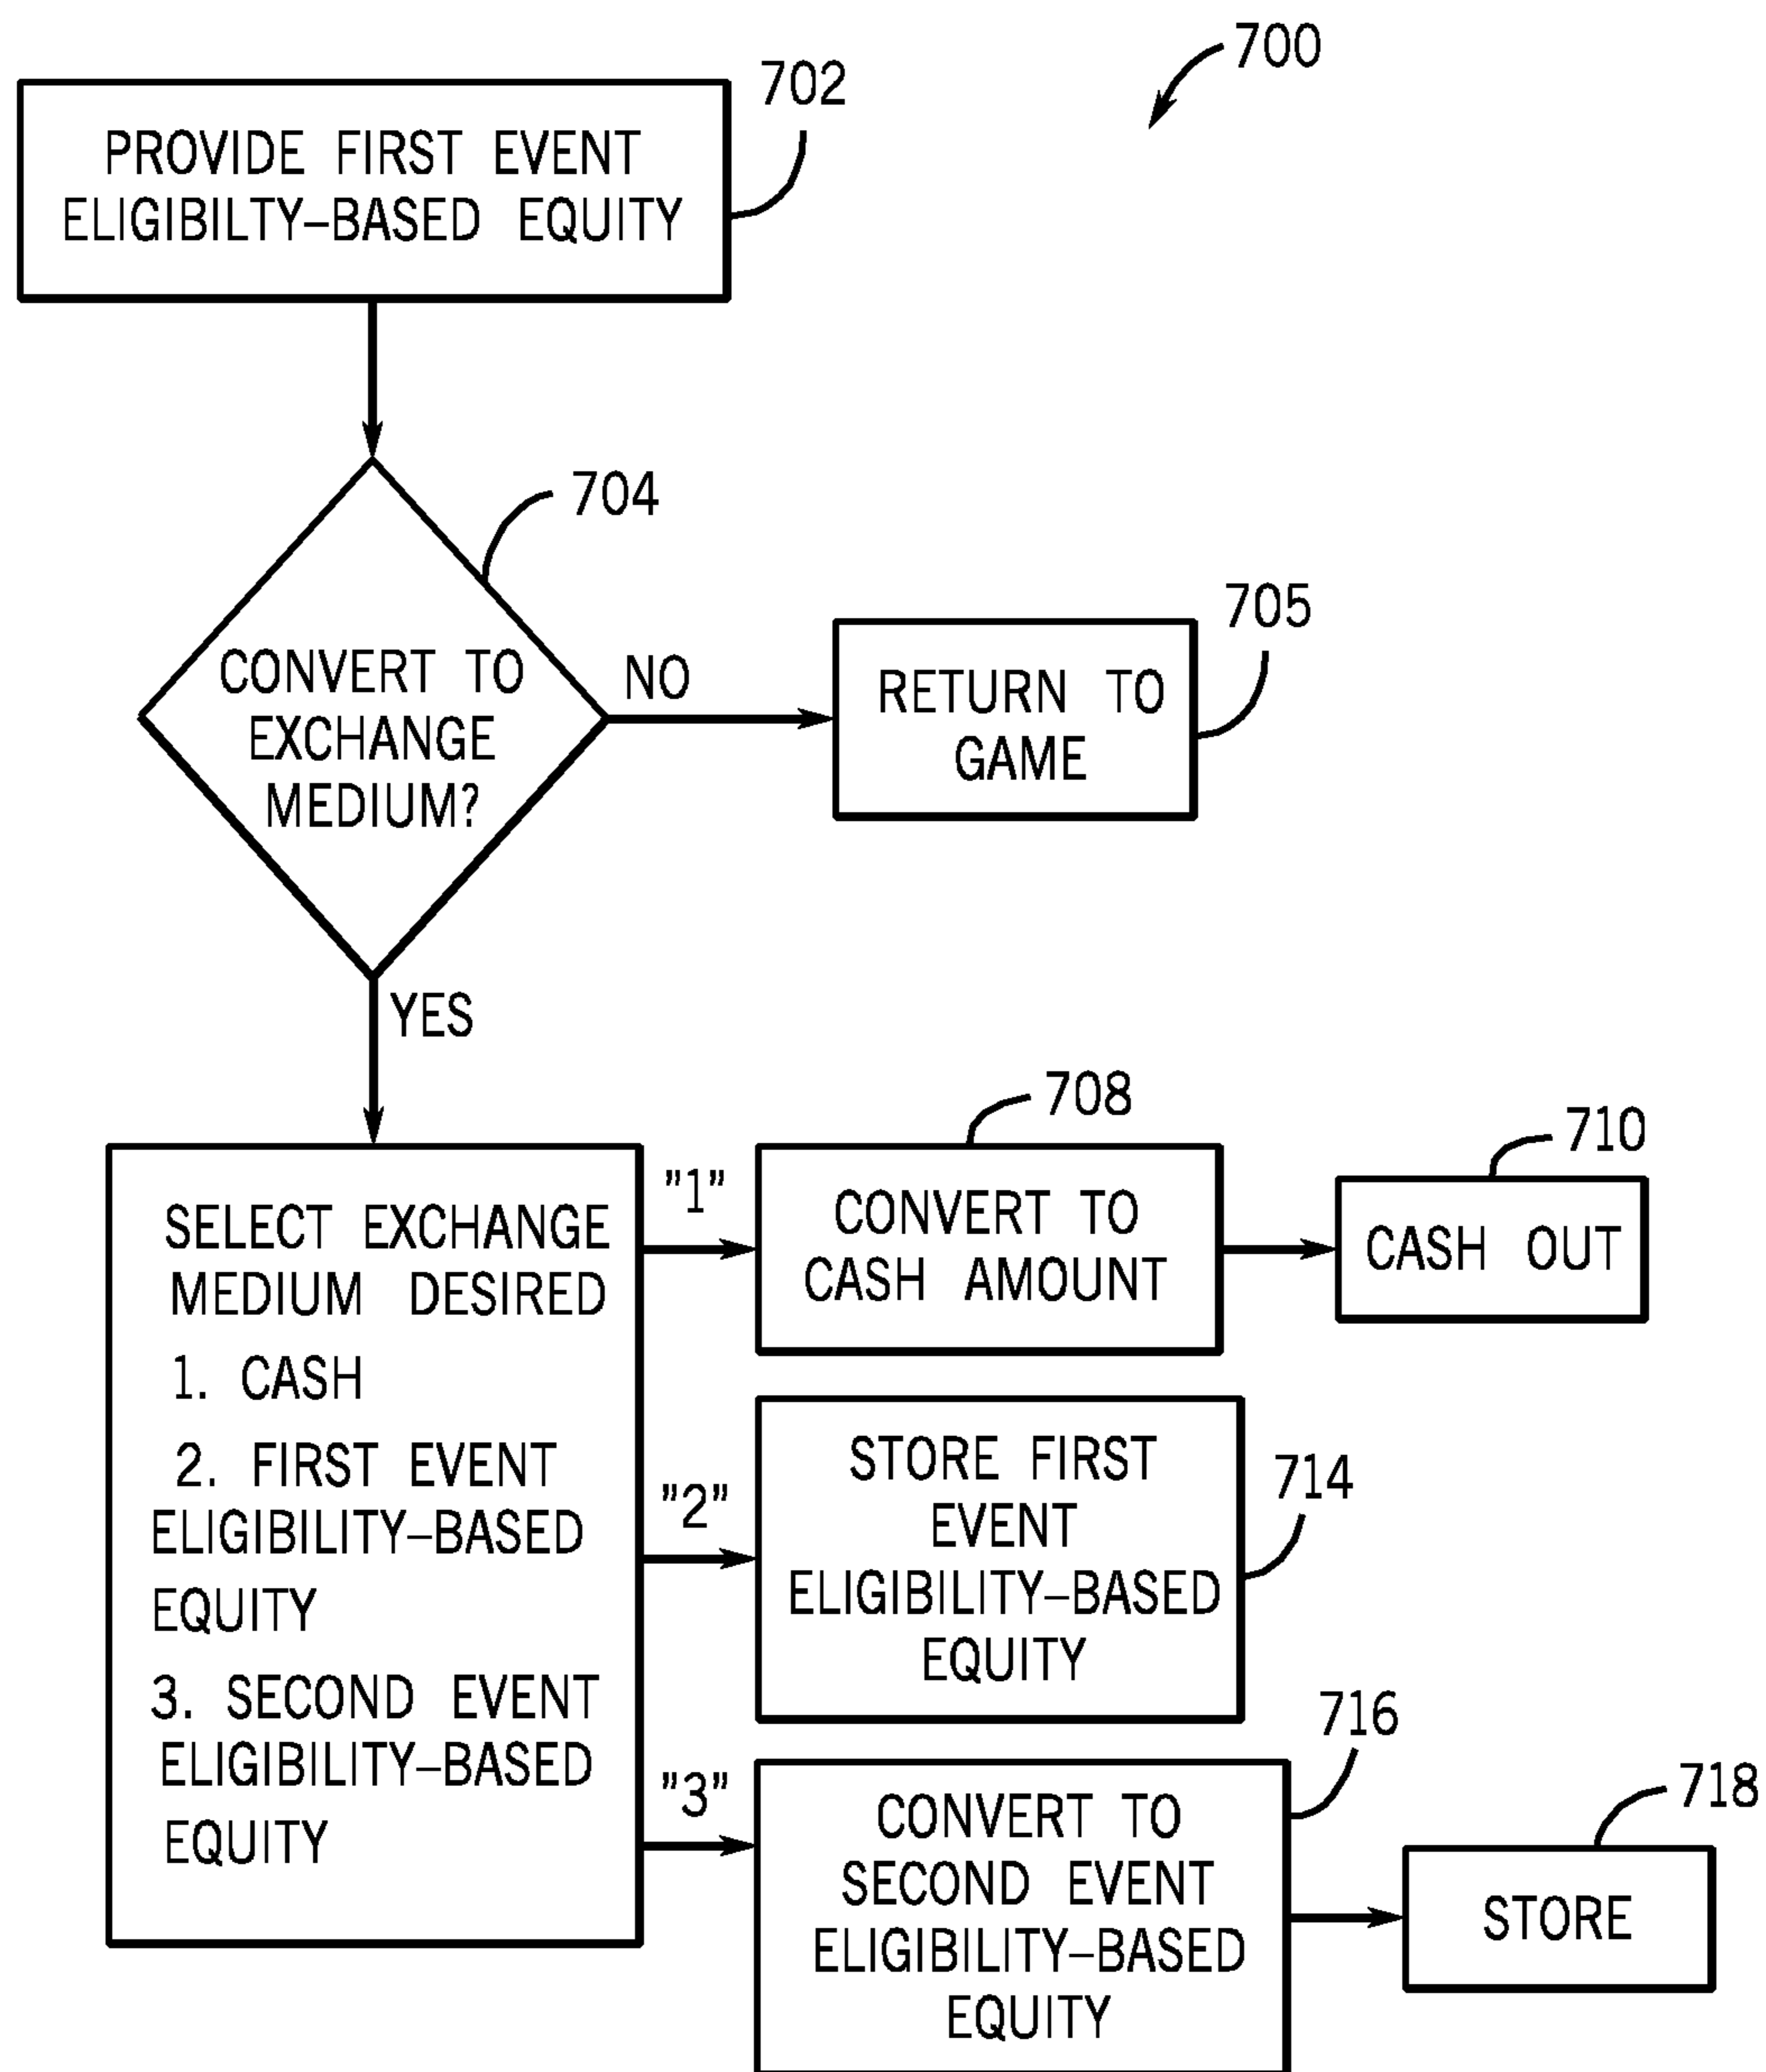 700
702
PROVIDE FIRST EVENT
ELIGIBILTY-BASED EQUITY
704
CONVERT TO
EXCHANGE
MEDIUM?
NO
705
RETURN TO
GAME
YES
SELECT EXCHANGE
MEDIUM DESIRED
1. CASH
2. FIRST EVENT
ELIGIBILITY-BASED
EQUITY
3. SECOND EVENT
ELIGIBILITY-BASED
EQUITY
"1"
708
CONVERT TO
CASH AMOUNT
710
CASH OUT
"2"
STORE FIRST
EVENT
ELIGIBILITY-BASED
EQUITY
714
"3"
716
CONVERT TO
SECOND EVENT
ELIGIBILITY-BASED
EQUITY
718
STORE